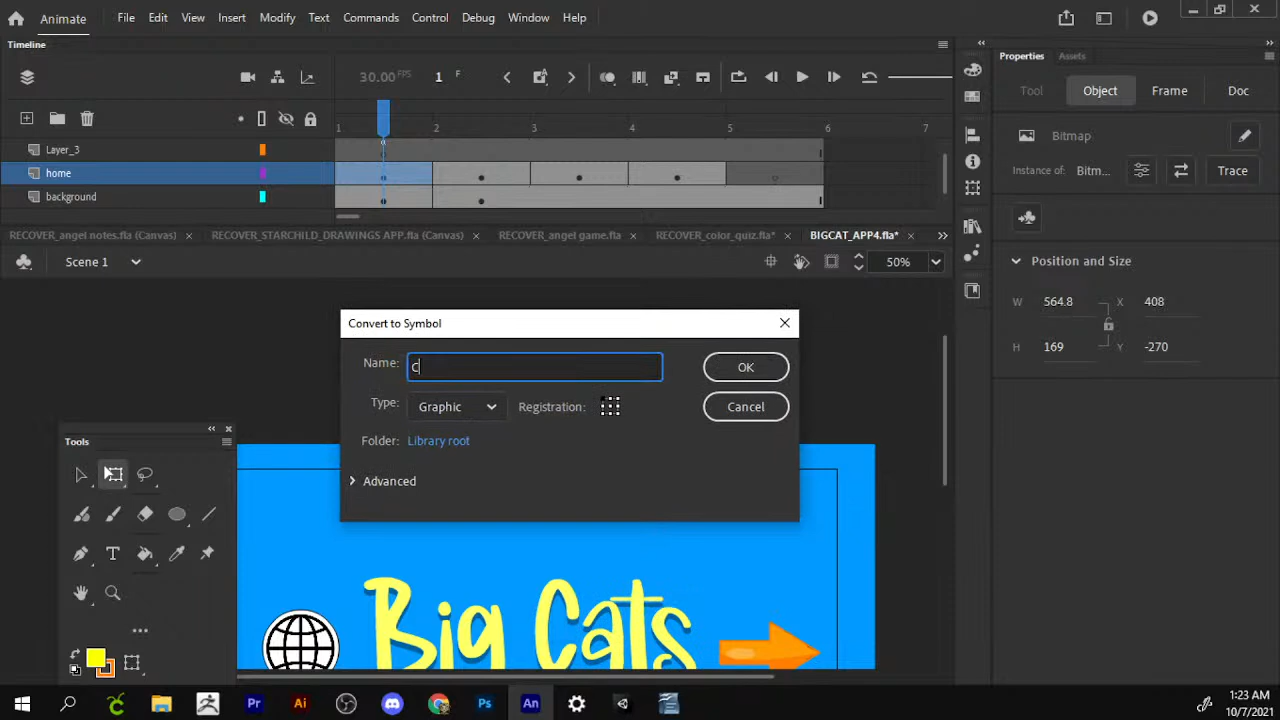 Animate File Edit View Insert Modify Text Commands Control Debug Window Help
Timeline
Properties Assets
30.00 FPS 1 F
Tool Object Frame Doc
1 2 3 4 5 6 7
Layer_3
Bitmap
home
Instance of: Bitm... Trace
background
RECOVER_angel notes.fla (Canvas) × RECOVER_STARCHILD_DRAWINGS APP.fla (Canvas) × RECOVER_angel game.fla × RECOVER_color_quiz.fla* × BIGCAT_APP4.fla* ×
Scene 1 50%
Position and Size
W 564.8 X 408
H 169 Y -270
Convert to Symbol
Name: C OK
Type: Graphic Registration: Cancel
Folder: Library root
Advanced
Tools
T
Big Cats
Pr Ai Ps An
1:23 AM
10/7/2021